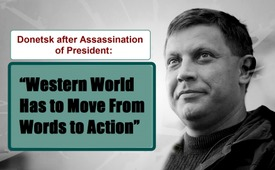 Donetsk after Assassination
of President:
“Western World
Has to Move From
Words to Action”